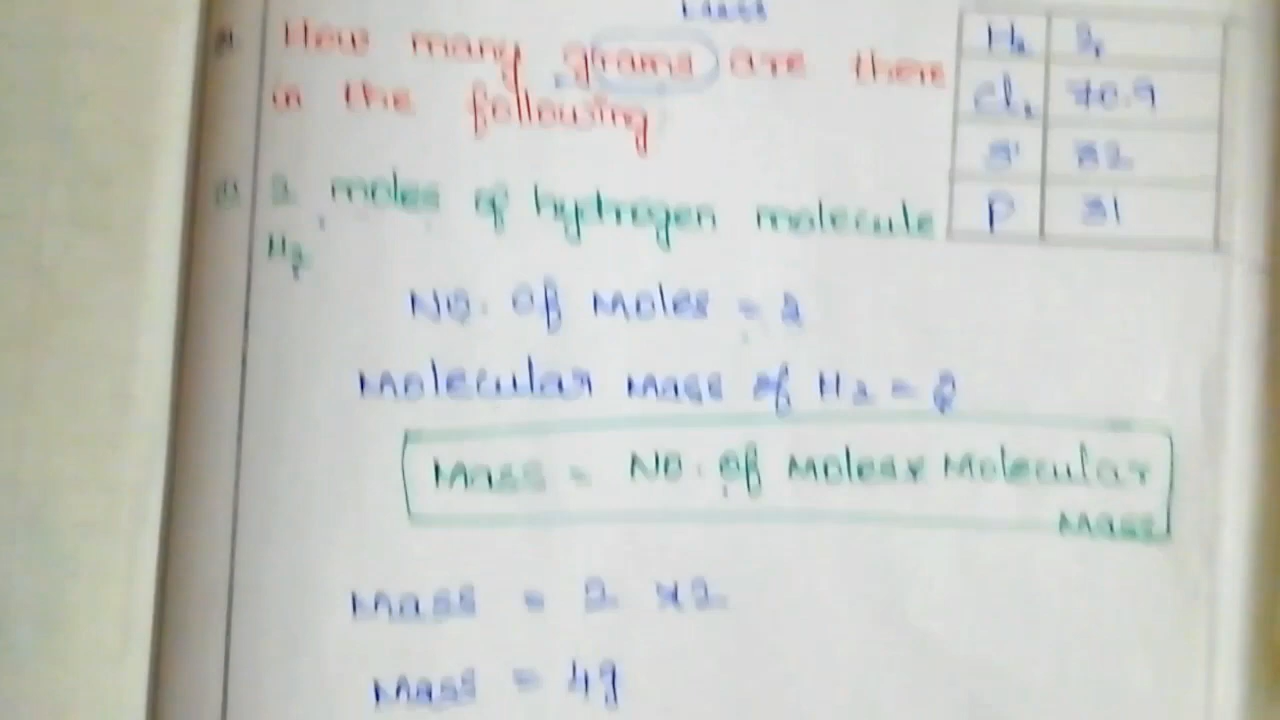 Mass
How many grams are there
in the following
H₂ 2
Cl₂ 70.9
S 32
P 31
2 moles of hydrogen molecule
H₂
No. of moles = 2
Molecular mass of H₂ = 2
Mass = No. of moles x Molecular
Mass
Mass = 2 x 2
Mass = 4g